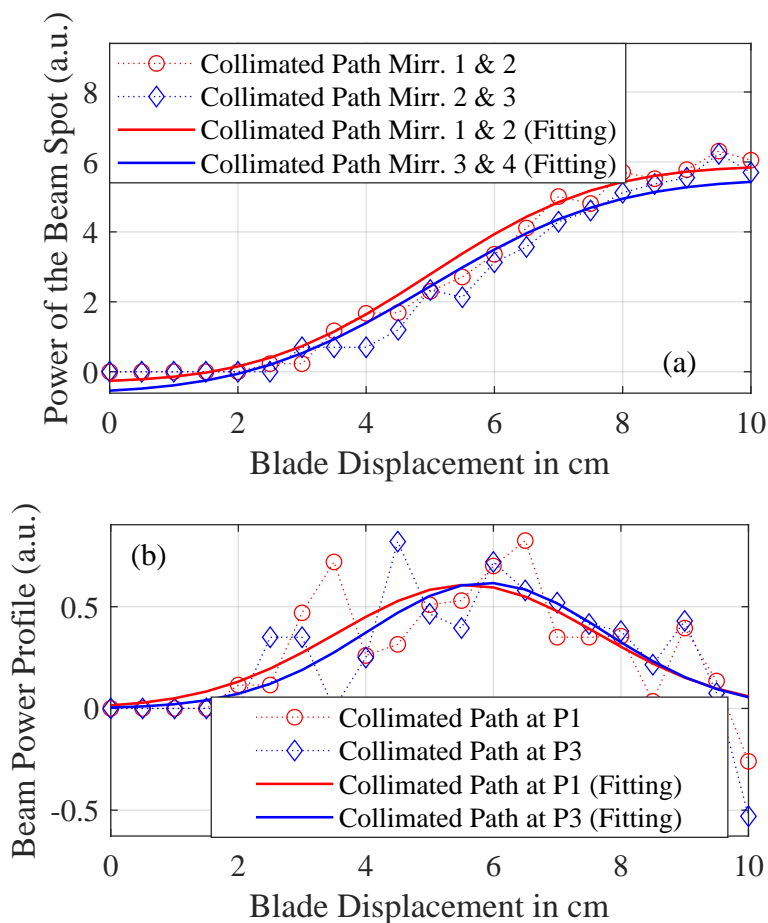 Power of the Beam Spot (a.u.)
8
6
4
2
0
Collimated Path Mirr. 1 & 2
Collimated Path Mirr. 2 & 3
Collimated Path Mirr. 1 & 2 (Fitting)
Collimated Path Mirr. 3 & 4 (Fitting)
(a)
0 2 4 6 8 10
Blade Displacement in cm
Beam Power Profile (a.u.)
0.5
0
-0.5
(b)
Collimated Path at P1
Collimated Path at P3
Collimated Path at P1 (Fitting)
Collimated Path at P3 (Fitting)
0 2 4 6 8 10
Blade Displacement in cm